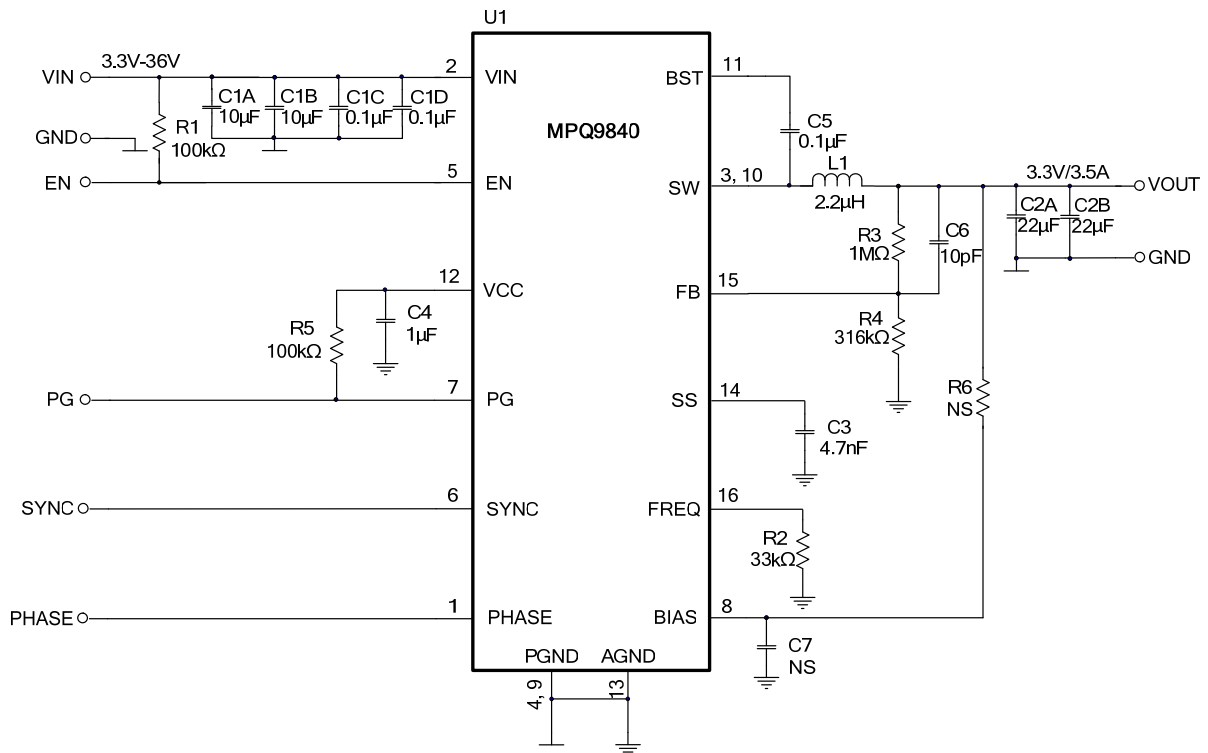 U1
VIN
3.3V-36V
2
VIN
C1A
10µF
C1B
10µF
C1C
0.1µF
C1D
0.1µF
GND
R1
100kΩ
EN
5
EN
12
VCC
R5
100kΩ
C4
1µF
PG
7
PG
SYNC
6
SYNC
PHASE
1
PHASE
MPQ9840
BST
11
C5
0.1µF
SW
3, 10
L1
2.2µH
3.3V/3.5A
VOUT
C2A
22µF
C2B
22µF
GND
R3
1MΩ
C6
10pF
FB
15
R4
316kΩ
R6
NS
SS
14
C3
4.7nF
FREQ
16
R2
33kΩ
BIAS
8
C7
NS
PGND
AGND
4, 9
13